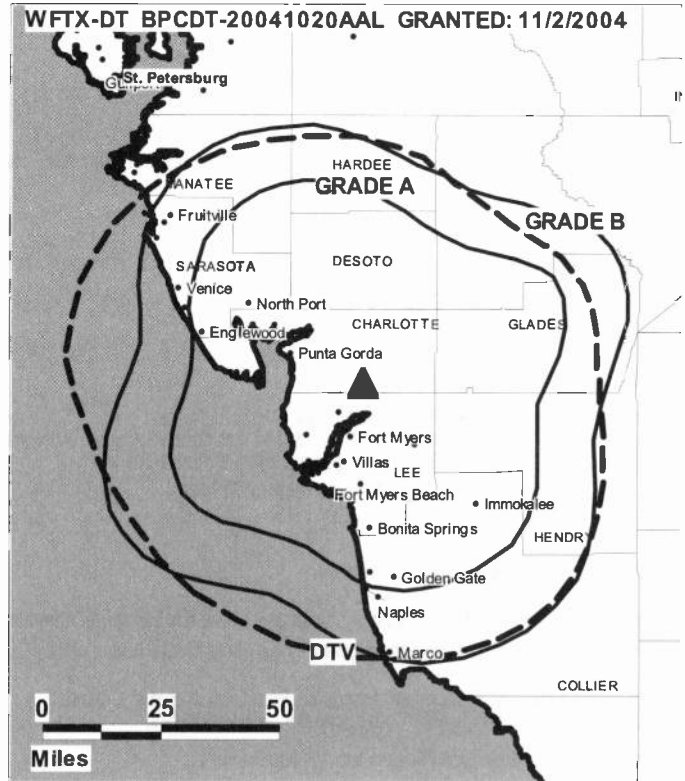 WFTX-DT BPCDT-20041020AAL GRANTED: 11/2/2004
St. Petersburg
HARDEE
MANATEE
GRADE A
Fruitville
GRADE B
SARASOTA
DESOTO
Venice
North Port
Englewood
CHARLOTTE
GLADES
Punta Gorda
Fort Myers
Villas
LEE
Fort Myers Beach
Immokalee
Bonita Springs
HENDRY
Golden Gate
Naples
DTV
Marco
COLLIER
0 25 50
Miles